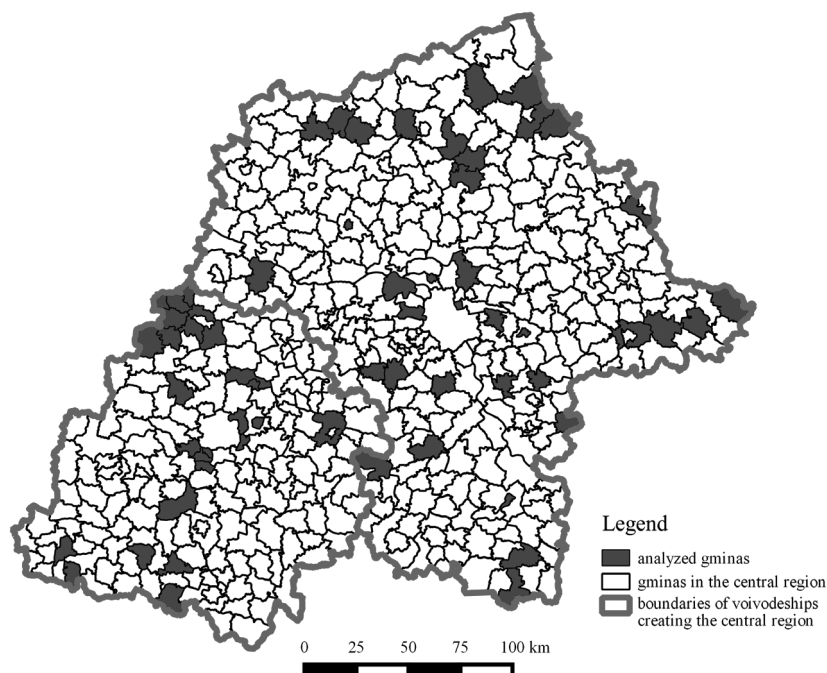 Legend
analyzed gminas
gminas in the central region
boundaries of voivodeships
creating the central region
0 25 50 75 100 km